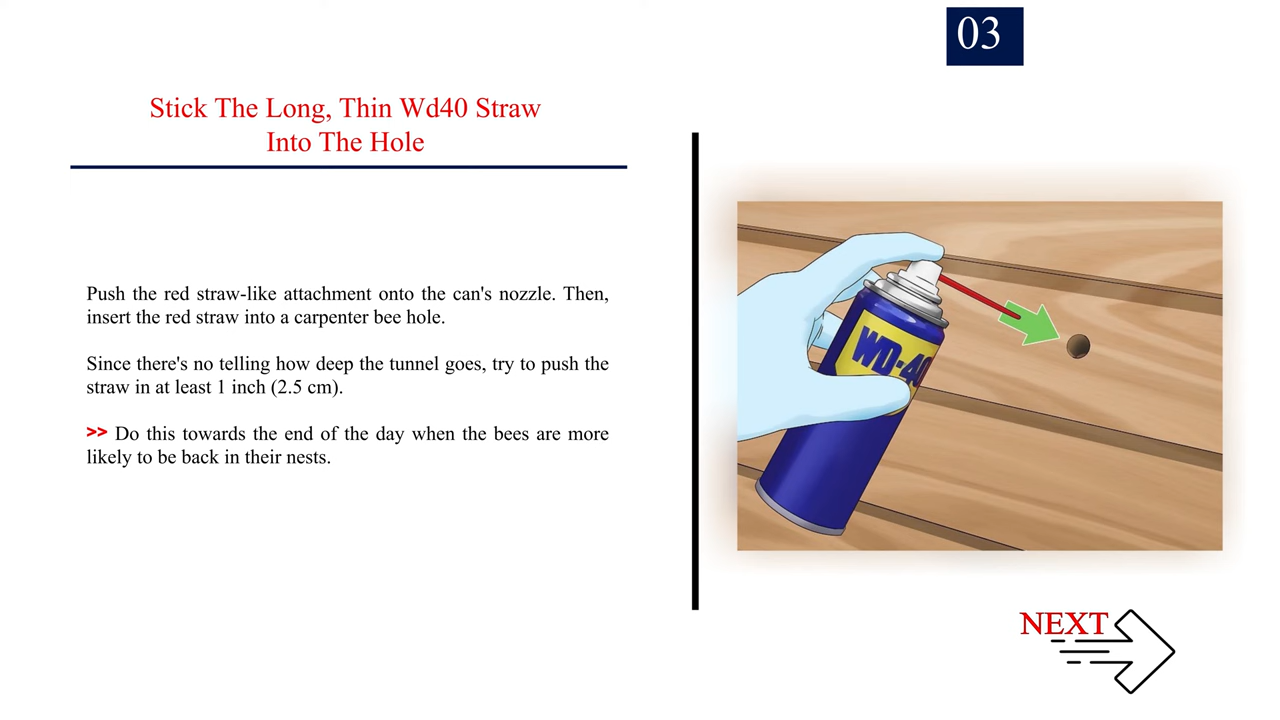 03
Stick The Long, Thin Wd40 Straw
Into The Hole
Push the red straw-like attachment onto the can's nozzle. Then,
insert the red straw into a carpenter bee hole.
Since there's no telling how deep the tunnel goes, try to push the
straw in at least 1 inch (2.5 cm).
>> Do this towards the end of the day when the bees are more
likely to be back in their nests.
WD-40
NEXT